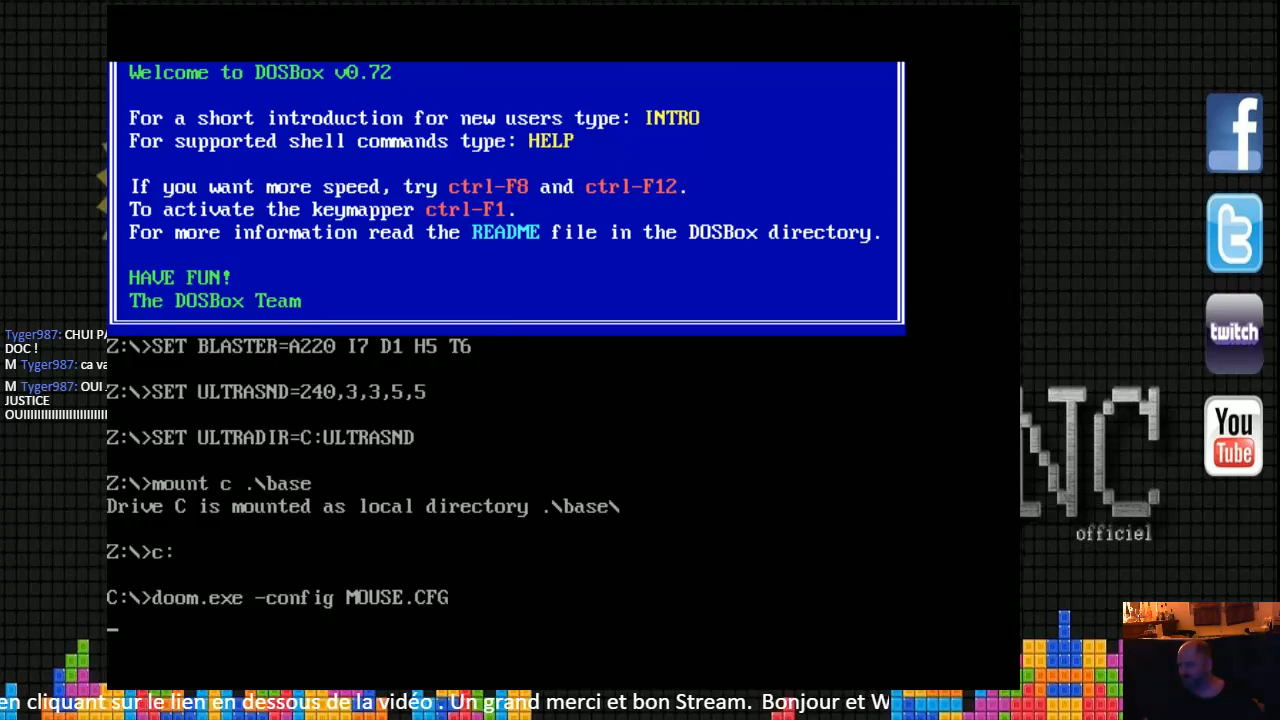 Welcome to DOSBox v0.72
For a short introduction for new users type: INTRO
For supported shell commands type: HELP
If you want more speed, try ctrl-F8 and ctrl-F12.
To activate the keymapper ctrl-F1.
For more information read the README file in the DOSBox directory.
HAVE FUN!
The DOSBox Team
Tyger987: CHUI PA
DOC !
M Tyger987: ca va
M Tyger987: OUI
JUSTICE
OUIIIIIIIIIIIIIIIIIIIIII
Z:\>SET BLASTER=A220 I7 D1 H5 T6
Z:\>SET ULTRASND=240,3,3,5,5
Z:\>SET ULTRADIR=C:ULTRASND
Z:\>mount c .\base
Drive C is mounted as local directory .\base\
Z:\>c:
C:\>doom.exe -config MOUSE.CFG
f
t
twitch
You
Tube
NC
officiel
en cliquant sur le lien en dessous de la vidéo . Un grand merci et bon Stream. Bonjour et W